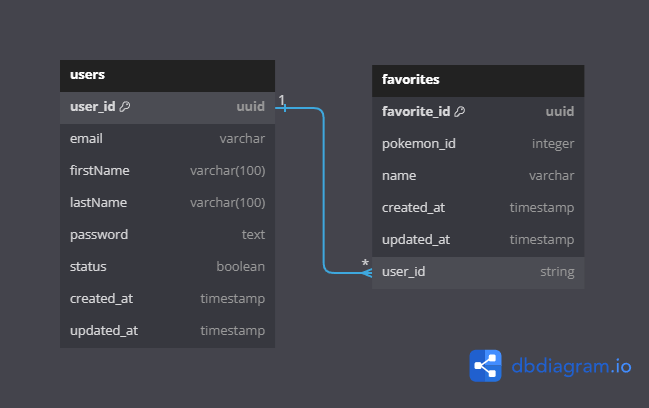 users
user_id uuid
email varchar
firstName varchar(100)
lastName varchar(100)
password text
status boolean
created_at timestamp
updated_at timestamp
1
*
favorites
favorite_id uuid
pokemon_id integer
name varchar
created_at timestamp
updated_at timestamp
user_id string
dbdiagram.io